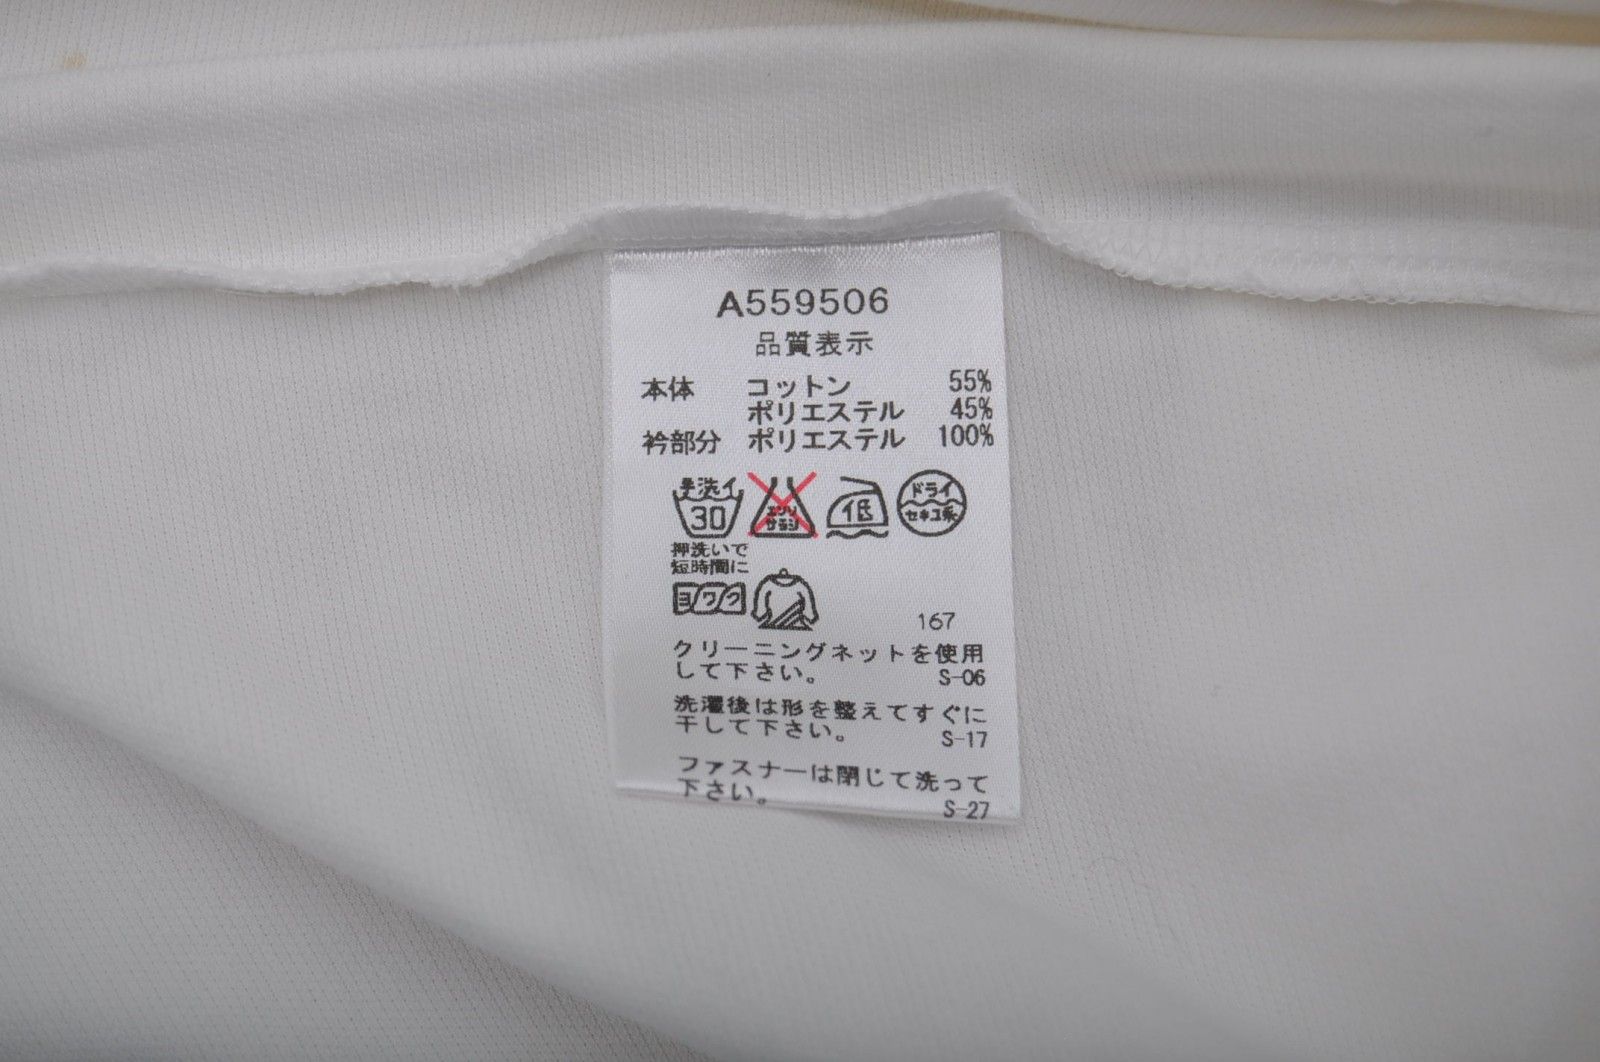 A559506
品質表示
本体 コットン 55%
ポリエステル 45%
衿部分 ポリエステル 100%
手洗イ 30 エンソサラシ 低 ドライ セキユ系
押洗いで
短時間に
ヨワク
167
クリーニングネットを使用
して下さい。 S-06
洗濯後は形を整えてすぐに
干して下さい。 S-17
ファスナーは閉じて洗って
下さい。 S-27